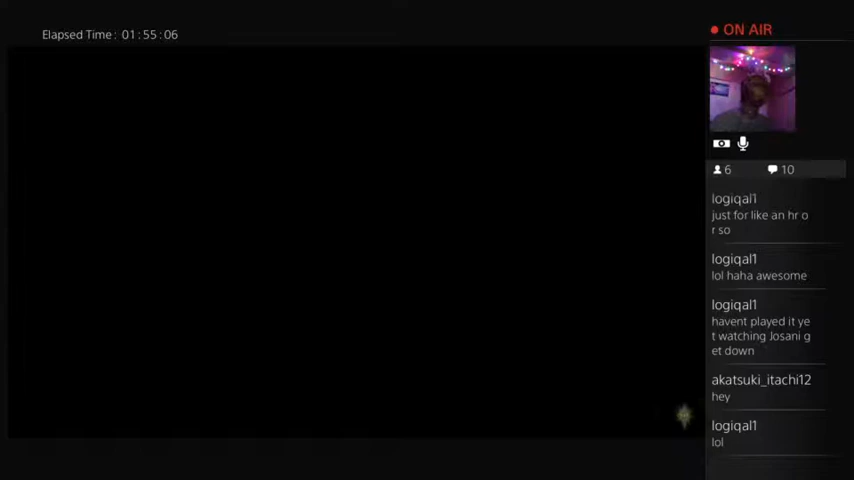 Elapsed Time: 01:55:06
ON AIR
6
10
logiqal1
just for like an hr o
r so
logiqal1
lol haha awesome
logiqal1
havent played it ye
t watching Josani g
et down
akatsuki_itachi12
hey
logiqal1
lol